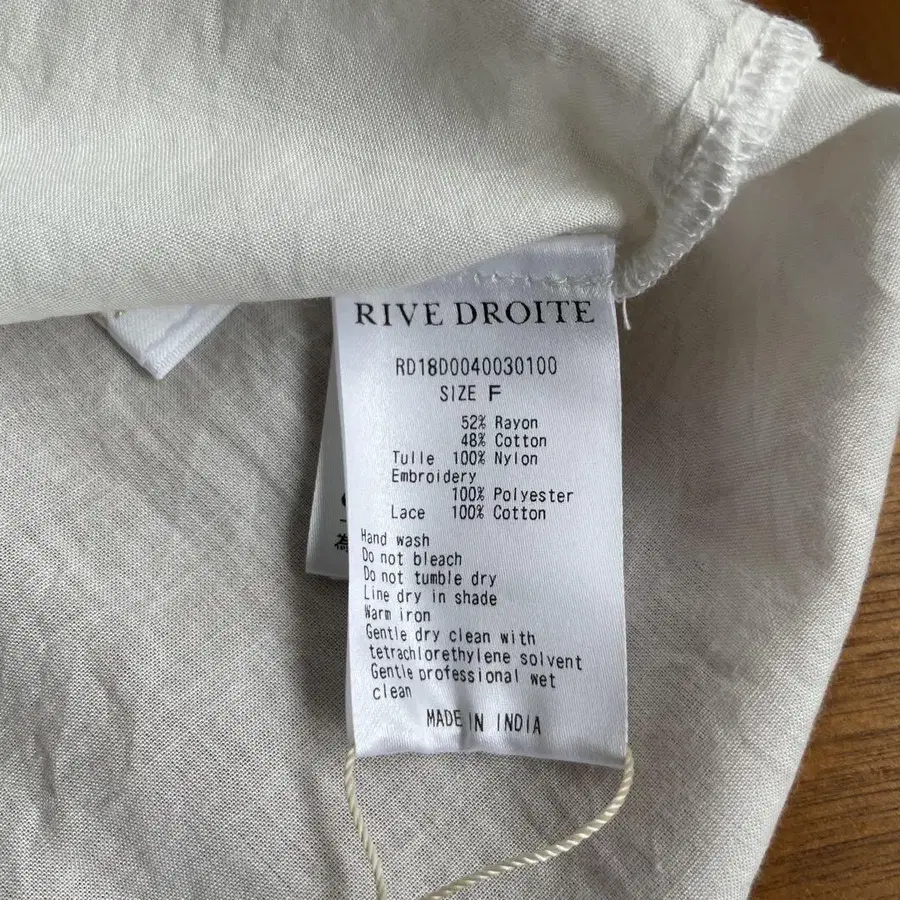 RIVE DROITE
RD18D0040030100
SIZE F
52% Rayon
48% Cotton
Tulle 100% Nylon
Embroidery
100% Polyester
Lace 100% Cotton
Hand wash
Do not bleach
Do not tumble dry
Line dry in shade
Warm iron
Gentle dry clean with
tetrachlorethylene solvent
Gentle professional wet
clean
MADE IN INDIA
為